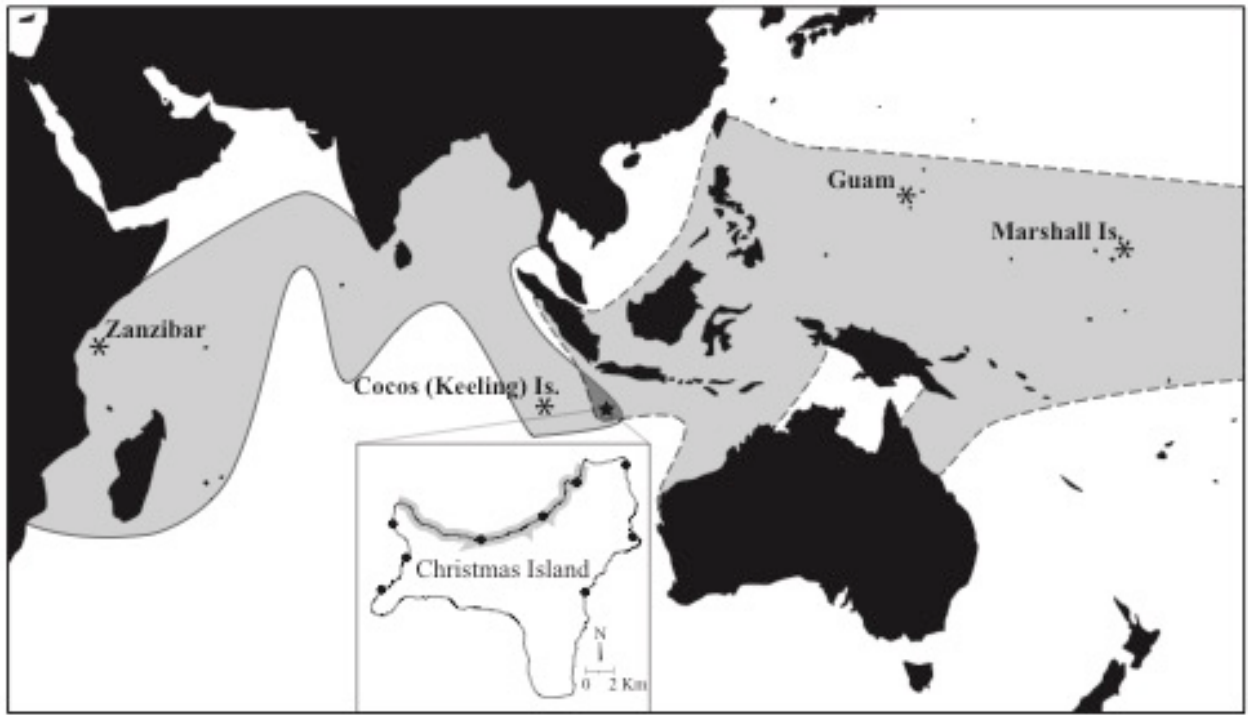 Guam
Marshall Is.
Zanzibar
Cocos (Keeling) Is.
Christmas Island
N
0 2 Km